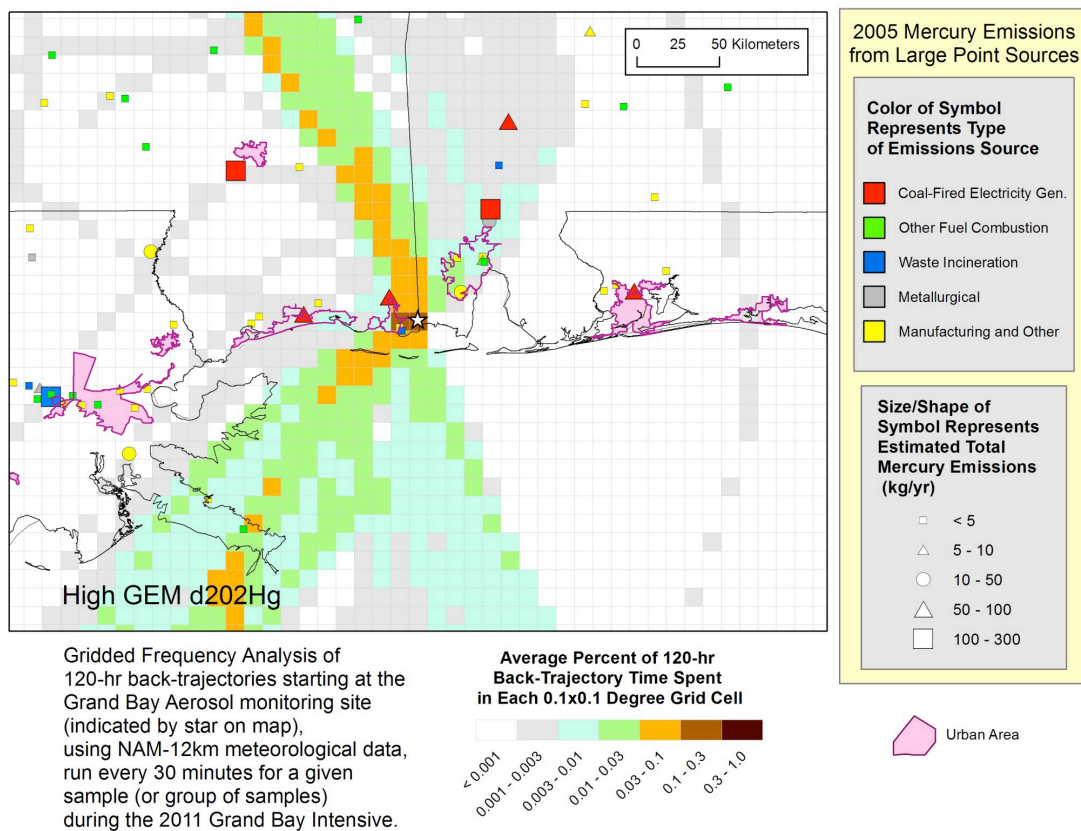 0 25 50 Kilometers
High GEM d202Hg
2005 Mercury Emissions
from Large Point Sources
Color of Symbol
Represents Type
of Emissions Source
Coal-Fired Electricity Gen.
Other Fuel Combustion
Waste Incineration
Metallurgical
Manufacturing and Other
Size/Shape of
Symbol Represents
Estimated Total
Mercury Emissions
(kg/yr)
< 5
5 - 10
10 - 50
50 - 100
100 - 300
Urban Area
Gridded Frequency Analysis of
120-hr back-trajectories starting at the
Grand Bay Aerosol monitoring site
(indicated by star on map),
using NAM-12km meteorological data,
run every 30 minutes for a given
sample (or group of samples)
during the 2011 Grand Bay Intensive.
Average Percent of 120-hr
Back-Trajectory Time Spent
in Each 0.1x0.1 Degree Grid Cell
< 0.001
0.001 - 0.003
0.003 - 0.01
0.01 - 0.03
0.03 - 0.1
0.1 - 0.3
0.3 - 1.0